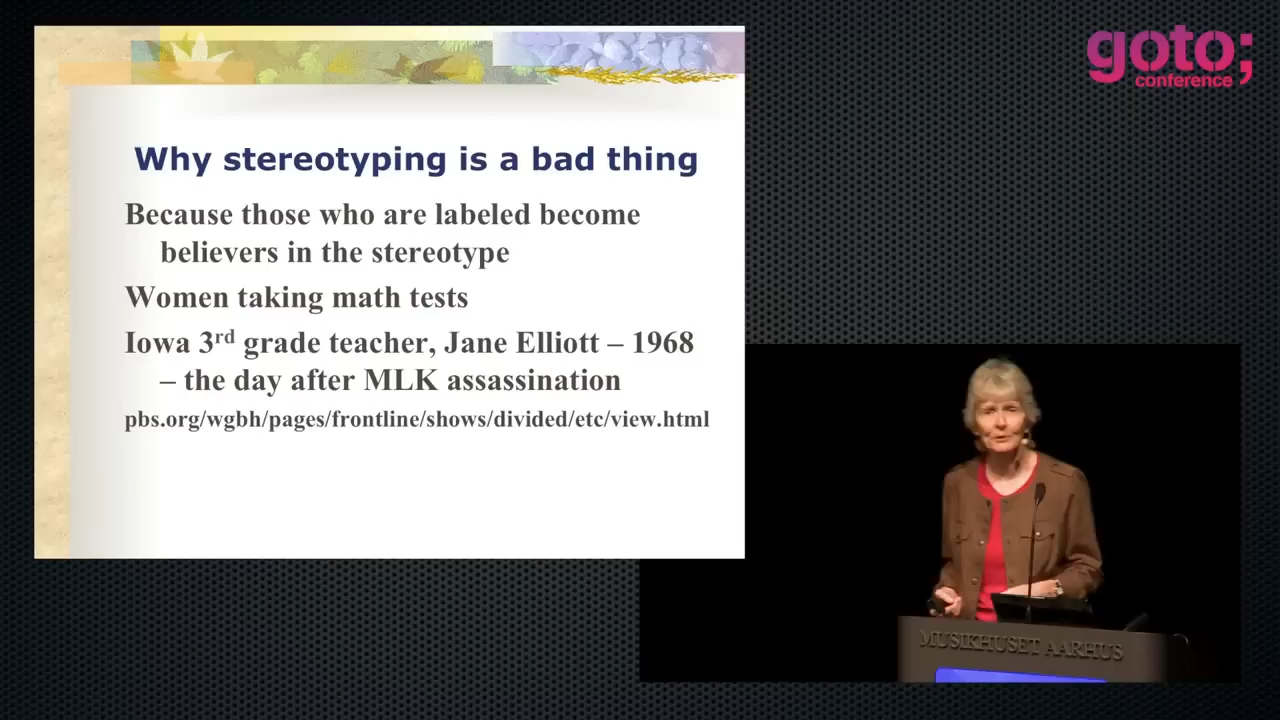 goto;
conference
Why stereotyping is a bad thing
Because those who are labeled become
believers in the stereotype
Women taking math tests
Iowa 3rd grade teacher, Jane Elliott – 1968
– the day after MLK assassination
pbs.org/wgbh/pages/frontline/shows/divided/etc/view.html
MUSIKHUSET AARHUS